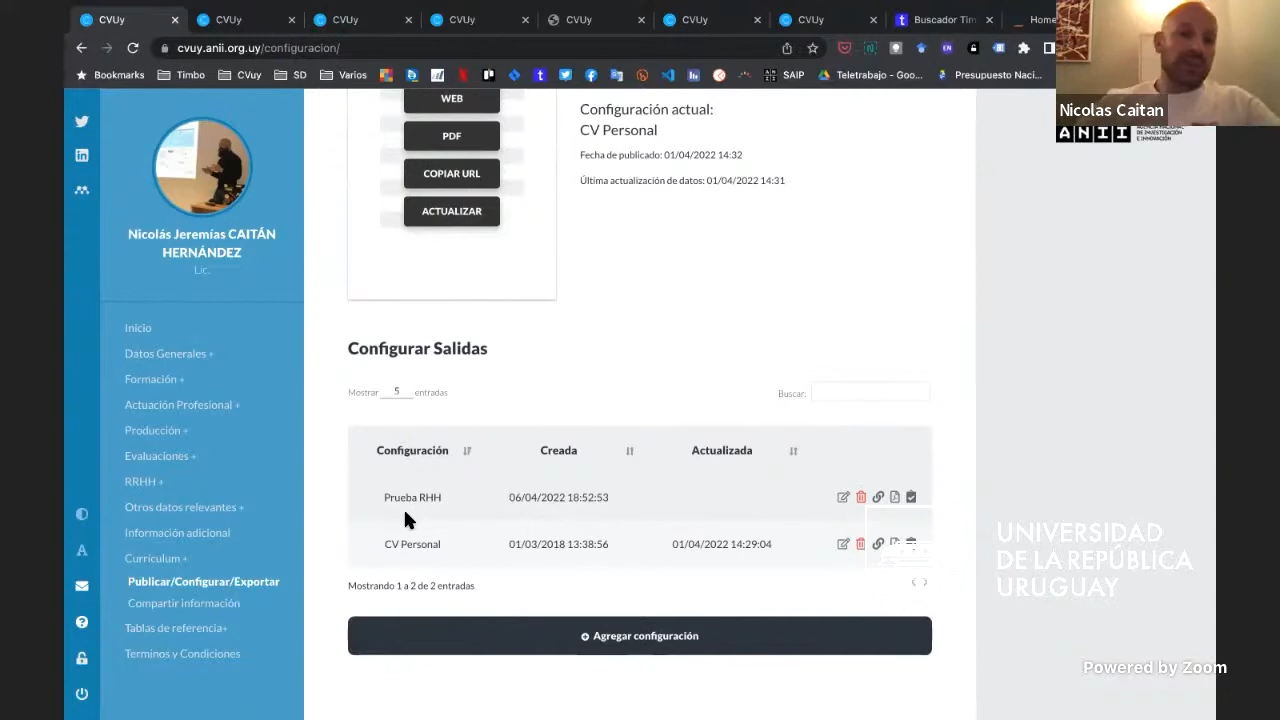 CVUy
CVUy
CVUy
CVUy
CVUy
CVUy
CVUy
Buscador Tim
Home
cvuy.anii.org.uy/configuracion/
Bookmarks
Timbo
CVuy
SD
Varios
SAIP
Teletrabajo - Goo...
Presupuesto Naci...
Nicolas Caitan
ANII
AGENCIA NACIONAL
DE INVESTIGACIÓN
E INNOVACIÓN
Nicolás Jeremías CAITÁN
HERNÁNDEZ
Lic.
Inicio
Datos Generales +
Formación +
Actuación Profesional +
Producción +
Evaluaciones +
RRHH +
Otros datos relevantes +
Información adicional
Currículum +
Publicar/Configurar/Exportar
Compartir información
Tablas de referencia+
Terminos y Condiciones
WEB
PDF
COPIAR URL
ACTUALIZAR
Configuración actual:
CV Personal
Fecha de publicado: 01/04/2022 14:32
Última actualización de datos: 01/04/2022 14:31
Configurar Salidas
Mostrar 5 entradas
Buscar:
Configuración Creada Actualizada
Prueba RHH 06/04/2022 18:52:53
CV Personal 01/03/2018 13:38:56 01/04/2022 14:29:04
Mostrando 1 a 2 de 2 entradas
Agregar configuración
UNIVERSIDAD
DE LA REPÚBLICA
URUGUAY
Powered by Zoom